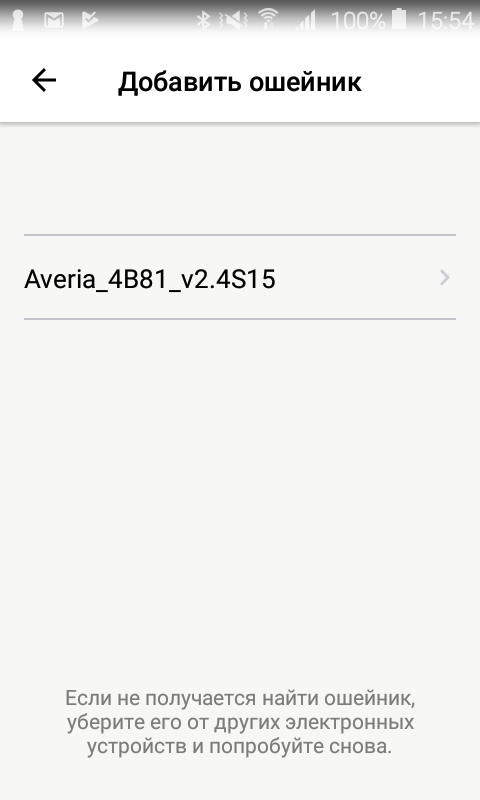 100% 15:54
Добавить ошейник
Averia_4B81_v2.4S15
Если не получается найти ошейник,
уберите его от других электронных
устройств и попробуйте снова.